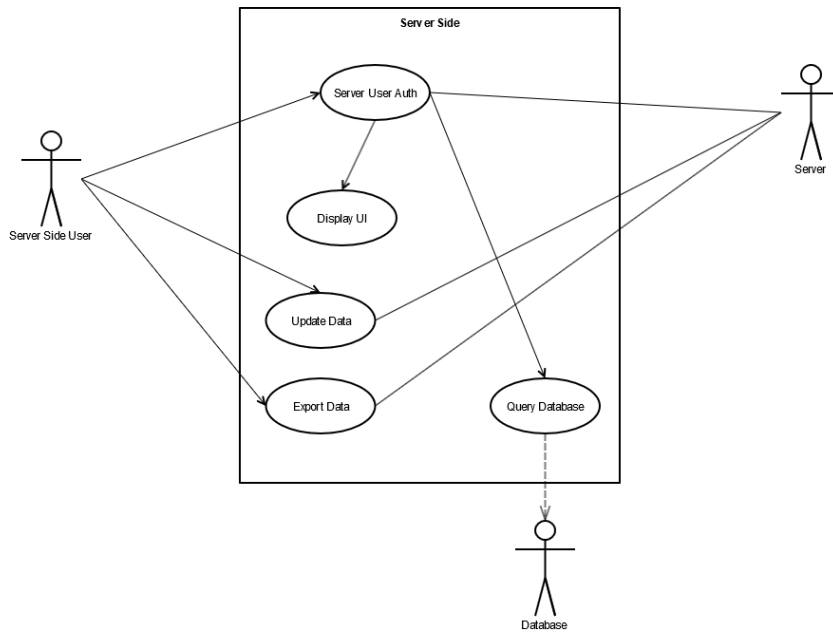 Server Side
Server User Auth
Server
Display UI
Server Side User
Update Data
Export Data
Query Database
Database